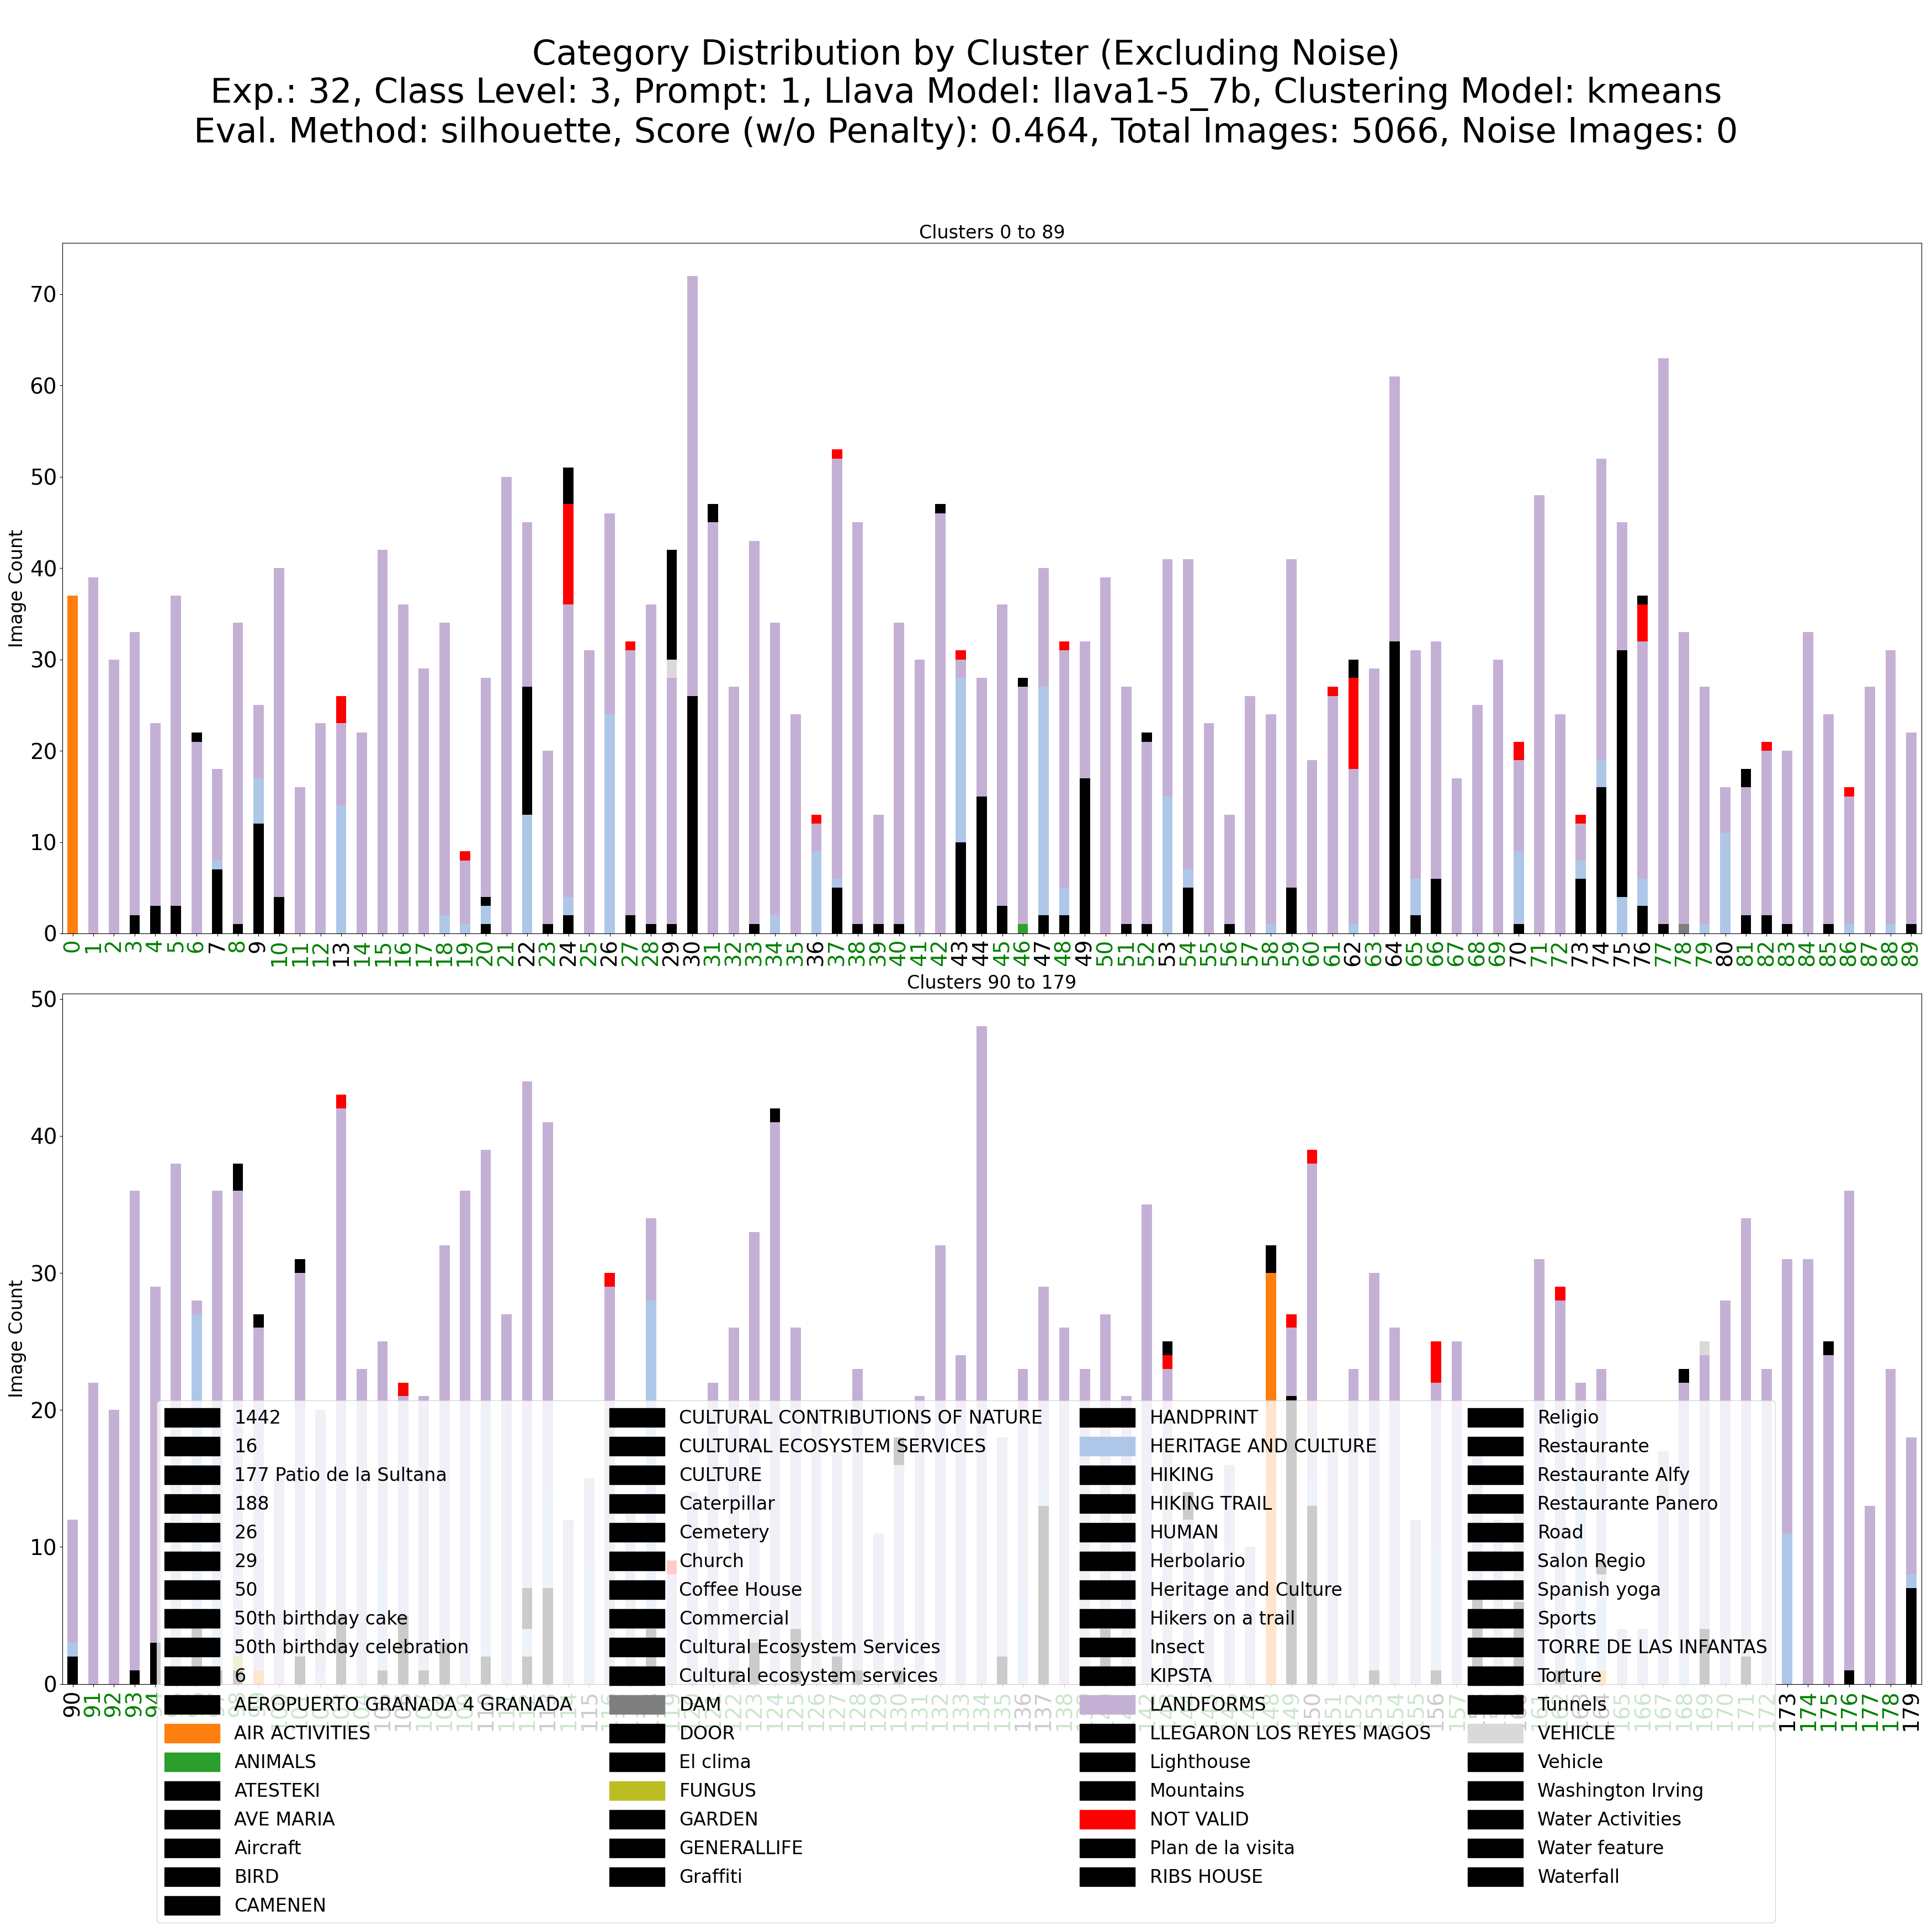 Category Distribution by Cluster (Excluding Noise)
Exp.: 32, Class Level: 3, Prompt: 1, Llava Model: llava1-5_7b, Clustering Model: kmeans
Eval. Method: silhouette, Score (w/o Penalty): 0.464, Total Images: 5066, Noise Images: 0
Clusters 0 to 89
Image Count
70
60
50
40
30
20
10
0
0 1 2 3 4 5 6 7 8 9 10 11 12 13 14 15 16 17 18 19 20 21 22 23 24 25 26 27 28 29 30 31 32 33 34 35 36 37 38 39 40 41 42 43 44 45 46 47 48 49 50 51 52 53 54 55 56 57 58 59 60 61 62 63 64 65 66 67 68 69 70 71 72 73 74 75 76 77 78 79 80 81 82 83 84 85 86 87 88 89
Clusters 90 to 179
Image Count
50
40
30
20
10
0
1442
16
177 Patio de la Sultana
188
26
29
50
50th birthday cake
50th birthday celebration
6
AEROPUERTO GRANADA 4 GRANADA
AIR ACTIVITIES
ANIMALS
ATESTEKI
AVE MARIA
Aircraft
BIRD
CAMENEN
CULTURAL CONTRIBUTIONS OF NATURE
CULTURAL ECOSYSTEM SERVICES
CULTURE
Caterpillar
Cemetery
Church
Coffee House
Commercial
Cultural Ecosystem Services
Cultural ecosystem services
DAM
DOOR
El clima
FUNGUS
GARDEN
GENERALLIFE
Graffiti
HANDPRINT
HERITAGE AND CULTURE
HIKING
HIKING TRAIL
HUMAN
Herbolario
Heritage and Culture
Hikers on a trail
Insect
KIPSTA
LANDFORMS
LLEGARON LOS REYES MAGOS
Lighthouse
Mountains
NOT VALID
Plan de la visita
RIBS HOUSE
Religio
Restaurante
Restaurante Alfy
Restaurante Panero
Road
Salon Regio
Spanish yoga
Sports
TORRE DE LAS INFANTAS
Torture
Tunnels
VEHICLE
Vehicle
Washington Irving
Water Activities
Water feature
Waterfall
90 91 92 93 94 173 174 175 176 177 178 179